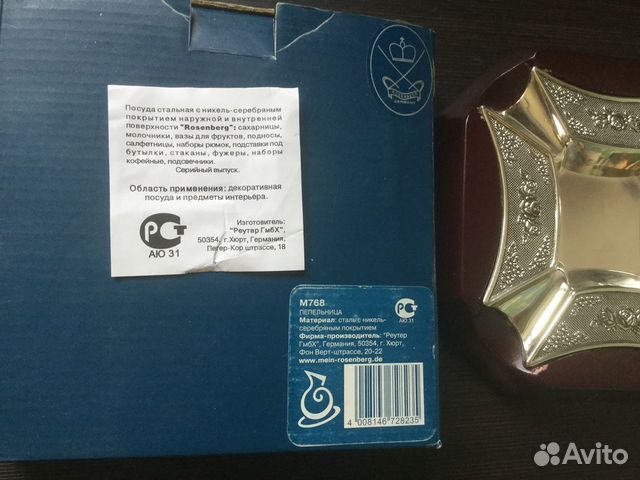 Посуда стальная с никель-серебряным
покрытием наружной и внутренней
поверхности "Rosenberg": сахарницы,
молочники, вазы для фруктов, подносы,
салфетницы, наборы рюмок, подставки под
бутылки, стаканы, фужеры, наборы
кофейные, подсвечники.
Серийный выпуск.
Область применения: декоративная
посуда и предметы интерьера.
РСТ
АЮ 31
Изготовитель:
"Реутер ГмбХ",
50354, г. Хюрт, Германия,
Петер-Кор штрассе, 18
M768
ПЕПЕЛЬНИЦА
Материал: сталь с никель-
серебряным покрытием
Фирма-производитель: "Реутер
ГмбХ", Германия, 50354, г. Хюрт,
Фон Верт-штрассе, 20-22
www.mein-rosenberg.de
РСТ
АЮ 31
4 008146 728235
Avito